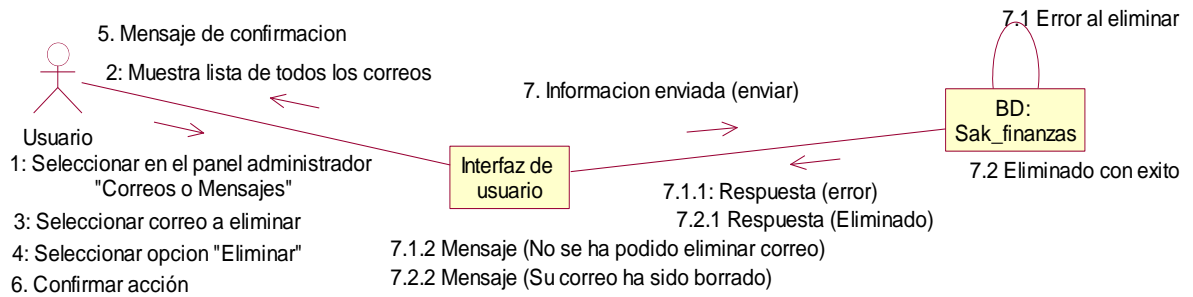 7.1 Error al eliminar
5. Mensaje de confirmacion
2: Muestra lista de todos los correos
7. Informacion enviada (enviar)
BD:
Sak_finanzas
Usuario
1: Seleccionar en el panel administrador
"Correos o Mensajes"
Interfaz de
usuario
7.2 Eliminado con exito
7.1.1: Respuesta (error)
7.2.1 Respuesta (Eliminado)
3: Seleccionar correo a eliminar
4: Seleccionar opcion "Eliminar"
6. Confirmar acción
7.1.2 Mensaje (No se ha podido eliminar correo)
7.2.2 Mensaje (Su correo ha sido borrado)